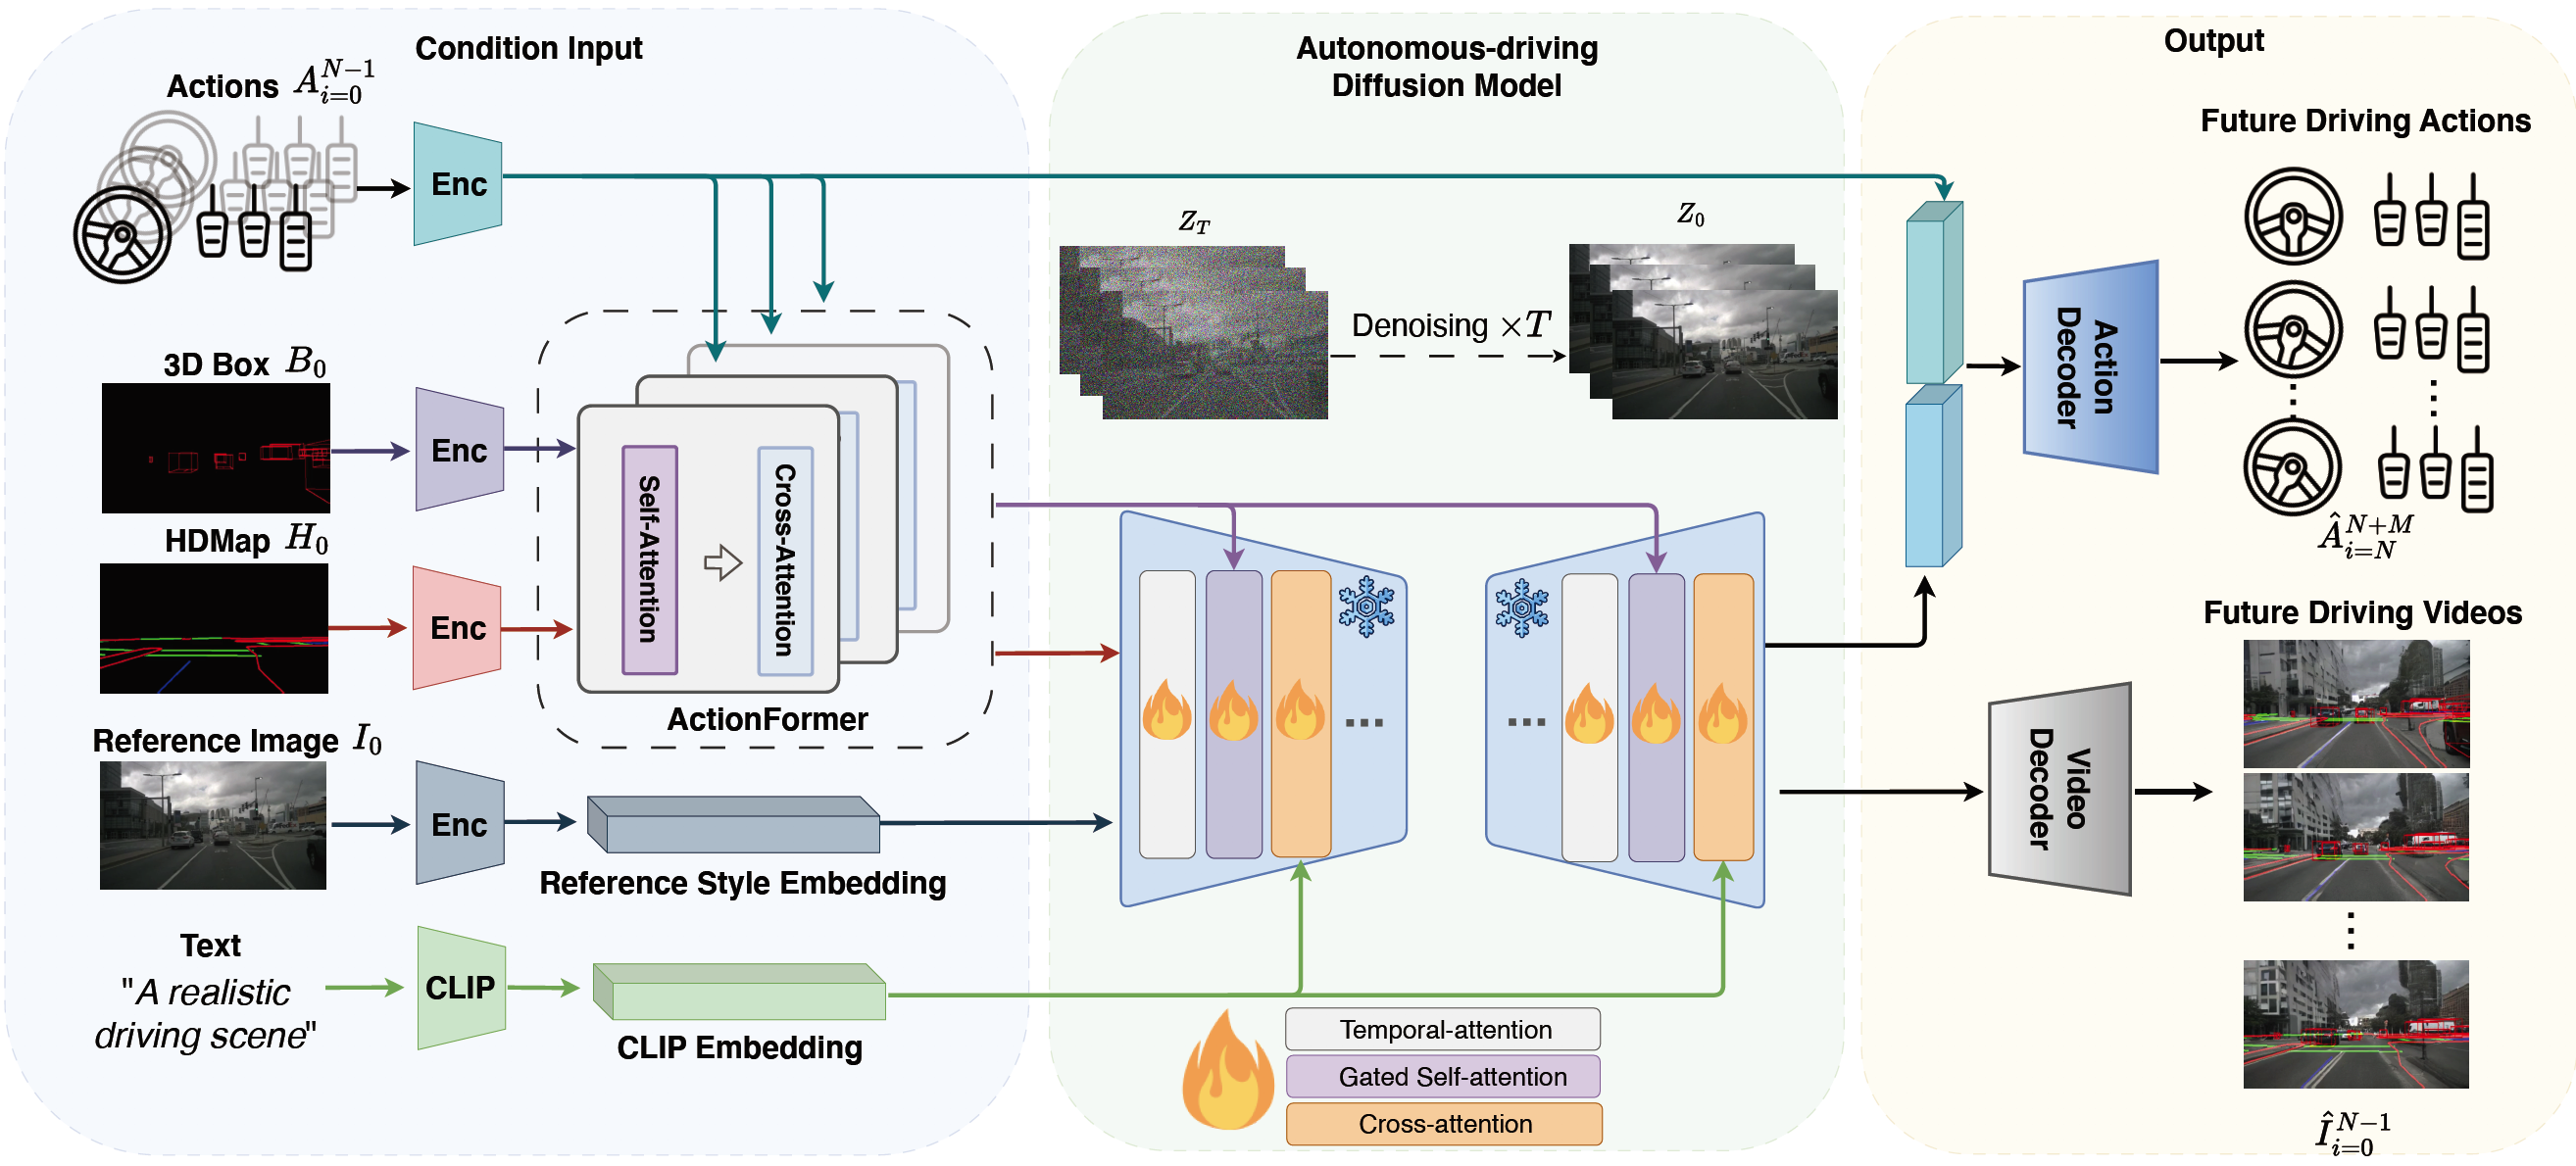 Condition Input
Actions $A_{i=0}^{N-1}$
Enc
3D Box $B_0$
Enc
HDMap $H_0$
Enc
Self-Attention
Cross-Attention
ActionFormer
Reference Image $I_0$
Enc
Reference Style Embedding
Text
"A realistic
driving scene"
CLIP
CLIP Embedding
Autonomous-driving
Diffusion Model
$Z_T$
Denoising ×$T$
$Z_0$
...
...
Temporal-attention
Gated Self-attention
Cross-attention
Output
Future Driving Actions
Action
Decoder
$\hat{A}_{i=N}^{N+M}$
Future Driving Videos
Video
Decoder
$\hat{I}_{i=0}^{N-1}$